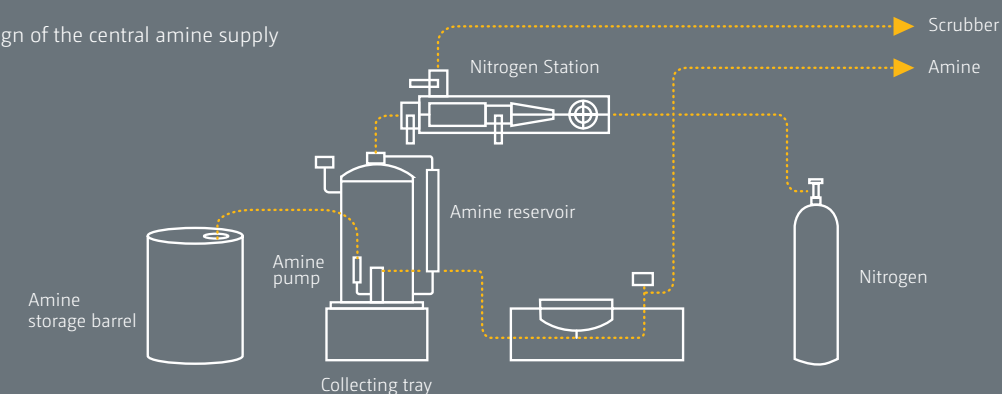 gn of the central amine supply
Scrubber
Nitrogen Station
Amine
Amine reservoir
Amine
pump
Nitrogen
Amine
storage barrel
Collecting tray